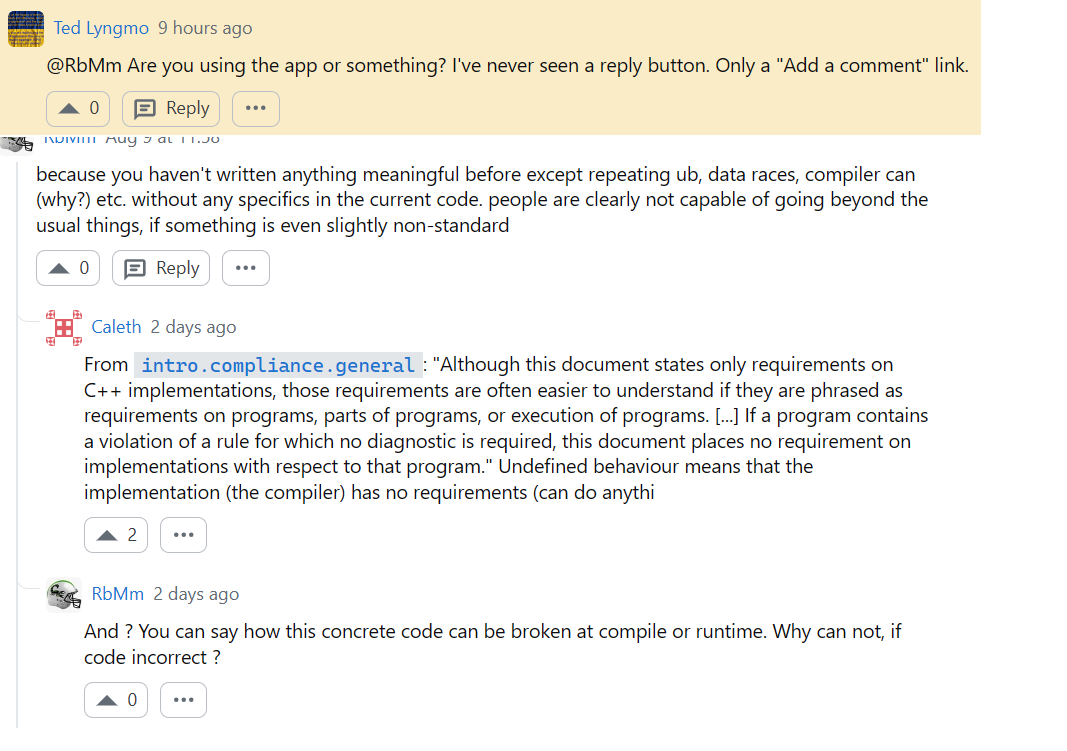 Ted Lyngmo 9 hours ago
@RbMm Are you using the app or something? I've never seen a reply button. Only a "Add a comment" link.
0 Reply
RbMm Aug 9 at 11:58
because you haven't written anything meaningful before except repeating ub, data races, compiler can
(why?) etc. without any specifics in the current code. people are clearly not capable of going beyond the
usual things, if something is even slightly non-standard
0 Reply
Caleth 2 days ago
From intro.compliance.general: "Although this document states only requirements on
C++ implementations, those requirements are often easier to understand if they are phrased as
requirements on programs, parts of programs, or execution of programs. [...] If a program contains
a violation of a rule for which no diagnostic is required, this document places no requirement on
implementations with respect to that program." Undefined behaviour means that the
implementation (the compiler) has no requirements (can do anythi
2
RbMm 2 days ago
And ? You can say how this concrete code can be broken at compile or runtime. Why can not, if
code incorrect ?
0